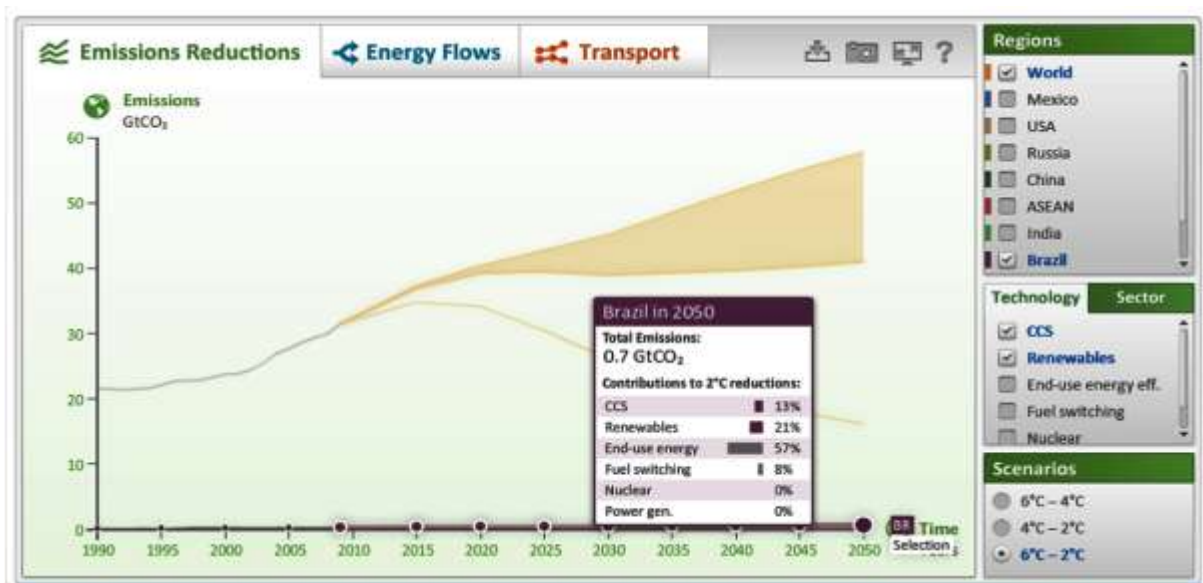 Emissions Reductions
Energy Flows
Transport
?
Emissions
GtCO₂
60
50
40
30
20
10
0
1990 1995 2000 2005 2010 2015 2020 2025 2030 2035 2040 2045 2050
Time
BR
Selection
Brazil in 2050
Total Emissions:
0.7 GtCO₂
Contributions to 2°C reductions:
CCS 13%
Renewables 21%
End-use energy 57%
Fuel switching 8%
Nuclear 0%
Power gen. 0%
Regions
World
Mexico
USA
Russia
China
ASEAN
India
Brazil
Technology Sector
CCS
Renewables
End-use energy eff.
Fuel switching
Nuclear
Scenarios
6°C – 4°C
4°C – 2°C
6°C – 2°C